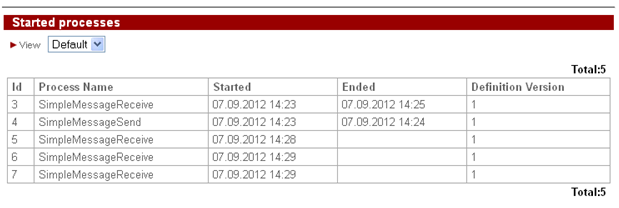 Started processes
View Default
Total:5
Id Process Name Started Ended Definition Version
3 SimpleMessageReceive 07.09.2012 14:23 07.09.2012 14:25 1
4 SimpleMessageSend 07.09.2012 14:23 07.09.2012 14:24 1
5 SimpleMessageReceive 07.09.2012 14:28 1
6 SimpleMessageReceive 07.09.2012 14:29 1
7 SimpleMessageReceive 07.09.2012 14:29 1
Total:5